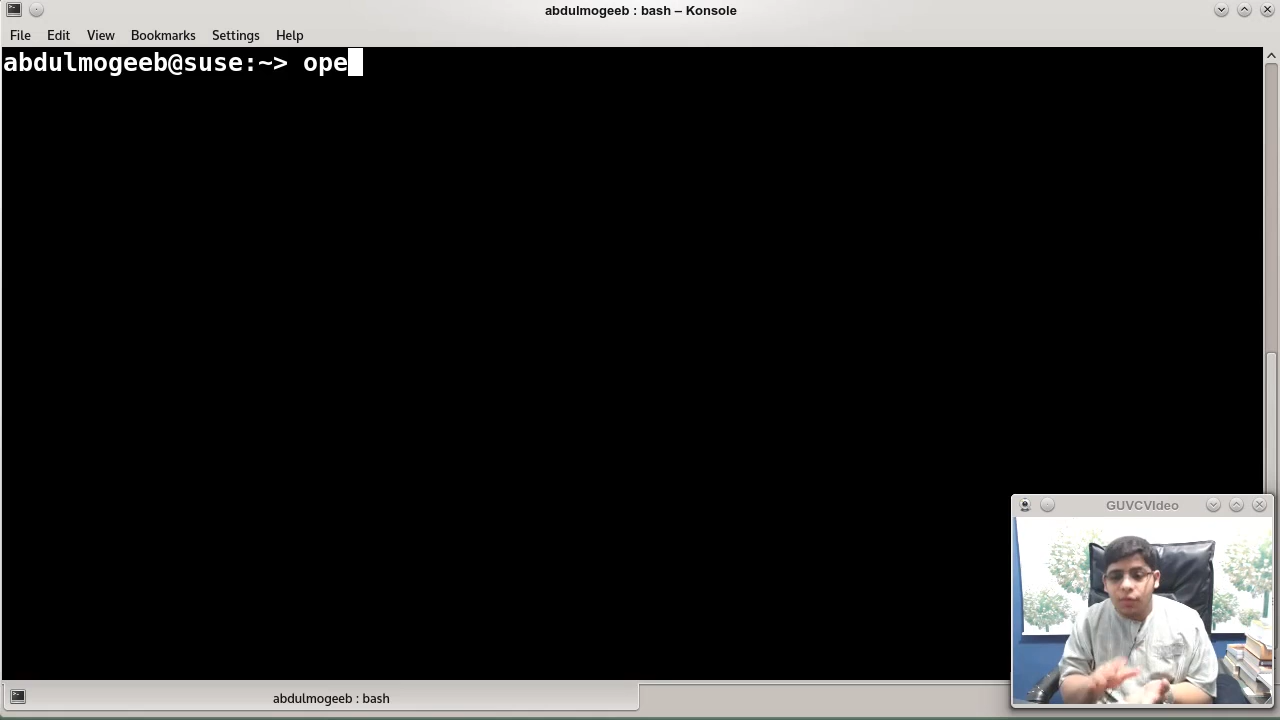 abdulmogeeb : bash – Konsole
File Edit View Bookmarks Settings Help
abdulmogeeb@suse:~> ope
GUVCVIdeo
abdulmogeeb : bash